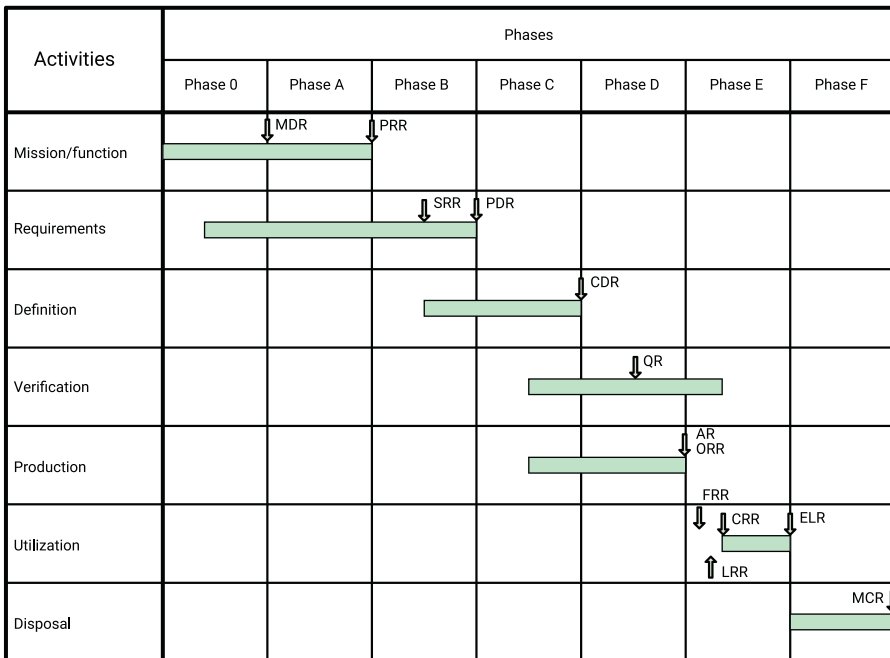 Activities
Phases
Phase 0
Phase A
Phase B
Phase C
Phase D
Phase E
Phase F
Mission/function
MDR
PRR
Requirements
SRR
PDR
Definition
CDR
Verification
QR
Production
AR
ORR
Utilization
FRR
CRR
ELR
LRR
Disposal
MCR